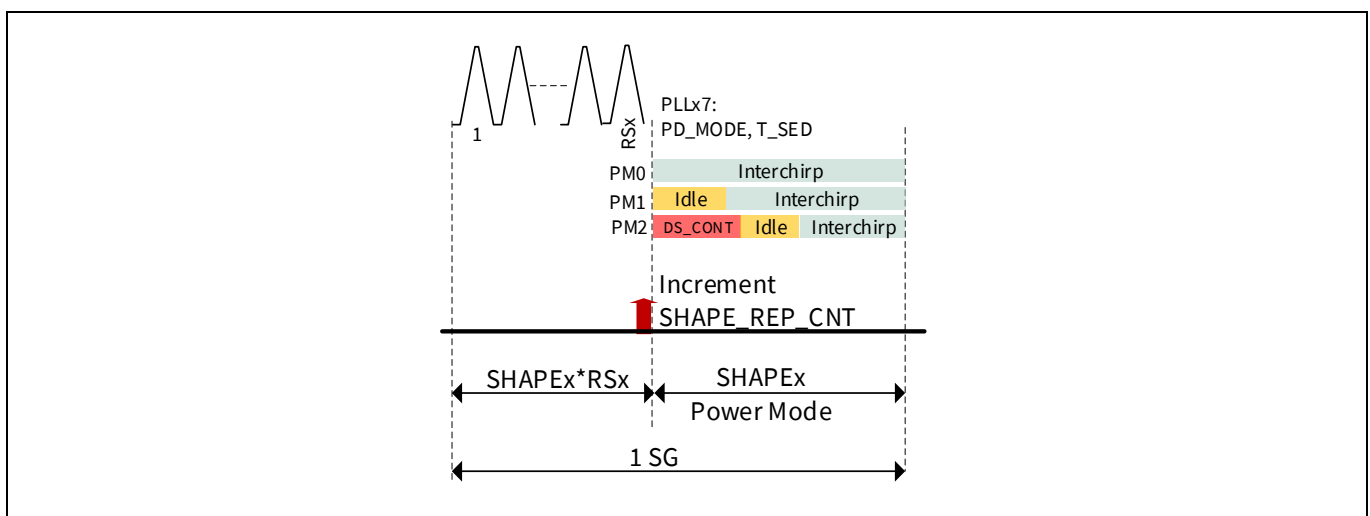 1
RSx
PLLx7:
PD_MODE, T_SED
PM0 Interchirp
PM1 Idle Interchirp
PM2 DS_CONT Idle Interchirp
Increment
SHAPE_REP_CNT
SHAPEx*RSx
SHAPEx
Power Mode
1 SG